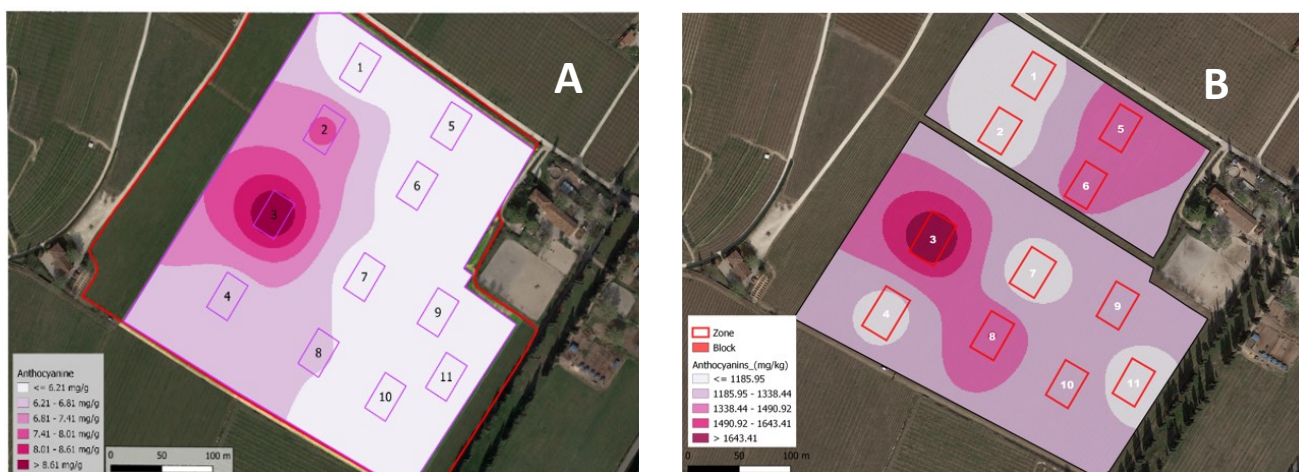 A
1
2
5
3
6
4
7
9
8
11
10
Anthocyanine
<= 6.21 mg/g
6.21 - 6.81 mg/g
6.81 - 7.41 mg/g
7.41 - 8.01 mg/g
8.01 - 8.61 mg/g
> 8.61 mg/g
0 50 100 m
B
1
2
5
6
3
7
4
9
8
10
11
Zone
Block
Anthocyanins_(mg/kg)
<= 1185.95
1185.95 - 1338.44
1338.44 - 1490.92
1490.92 - 1643.41
> 1643.41
0 50 100 m